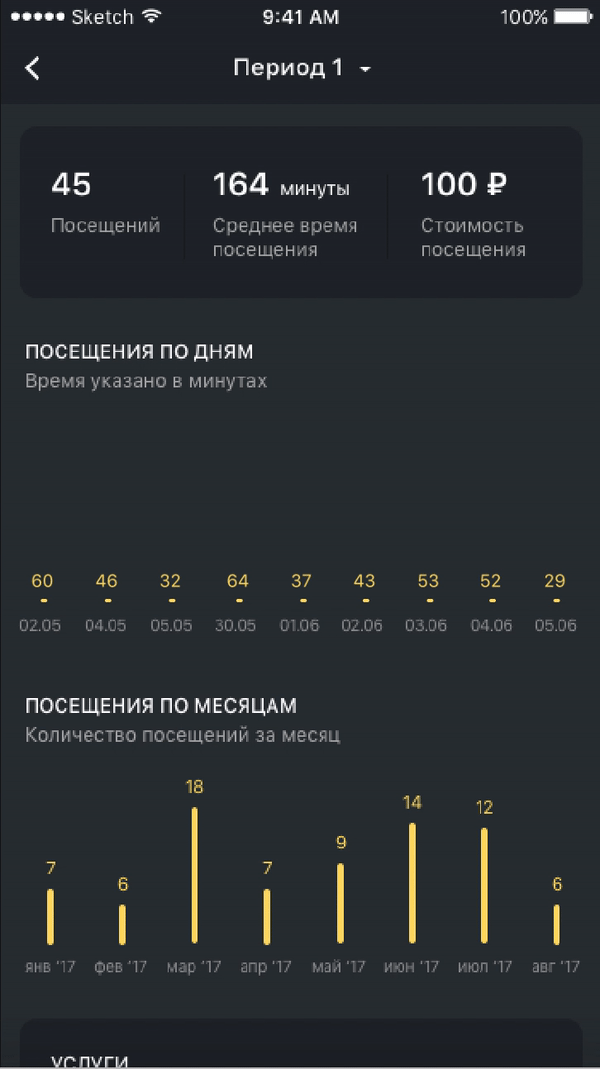 Sketch 9:41 AM 100%
Период 1
45 164 минуты 100 ₽
Посещений Среднее время Стоимость
посещения посещения
ПОСЕЩЕНИЯ ПО ДНЯМ
Время указано в минутах
60 46 32 64 37 43 53 52 29
02.05 04.05 05.05 30.05 01.06 02.06 03.06 04.06 05.06
ПОСЕЩЕНИЯ ПО МЕСЯЦАМ
Количество посещений за месяц
7 6 18 7 9 14 12 6
янв '17 фев '17 мар '17 апр '17 май '17 июн '17 июл '17 авг '17
УСЛУГИ